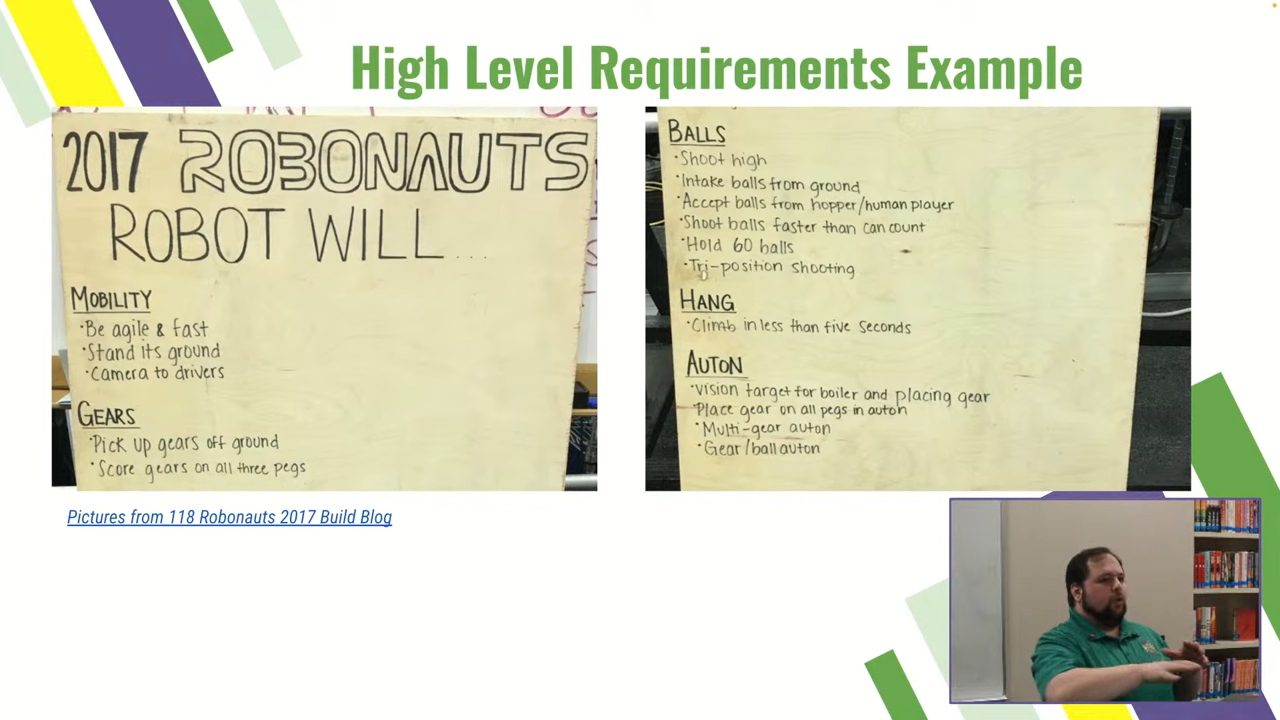 High Level Requirements Example
2017 ROBONAUTS
ROBOT WILL...
MOBILITY
·Be agile & fast
·Stand its ground
·Camera to drivers
GEARS
·Pick up gears off ground
·Score gears on all three pegs
BALLS
·Shoot high
·Intake balls from ground
·Accept balls from hopper/human player
·Shoot balls faster than can count
·Hold 60 balls
·Tri-position shooting
HANG
·Climb in less than five seconds
AUTON
·Vision target for boiler and placing gear
·Place gear on all pegs in auton
·Multi-gear auton
·Gear/ball auton
Pictures from 118 Robonauts 2017 Build Blog